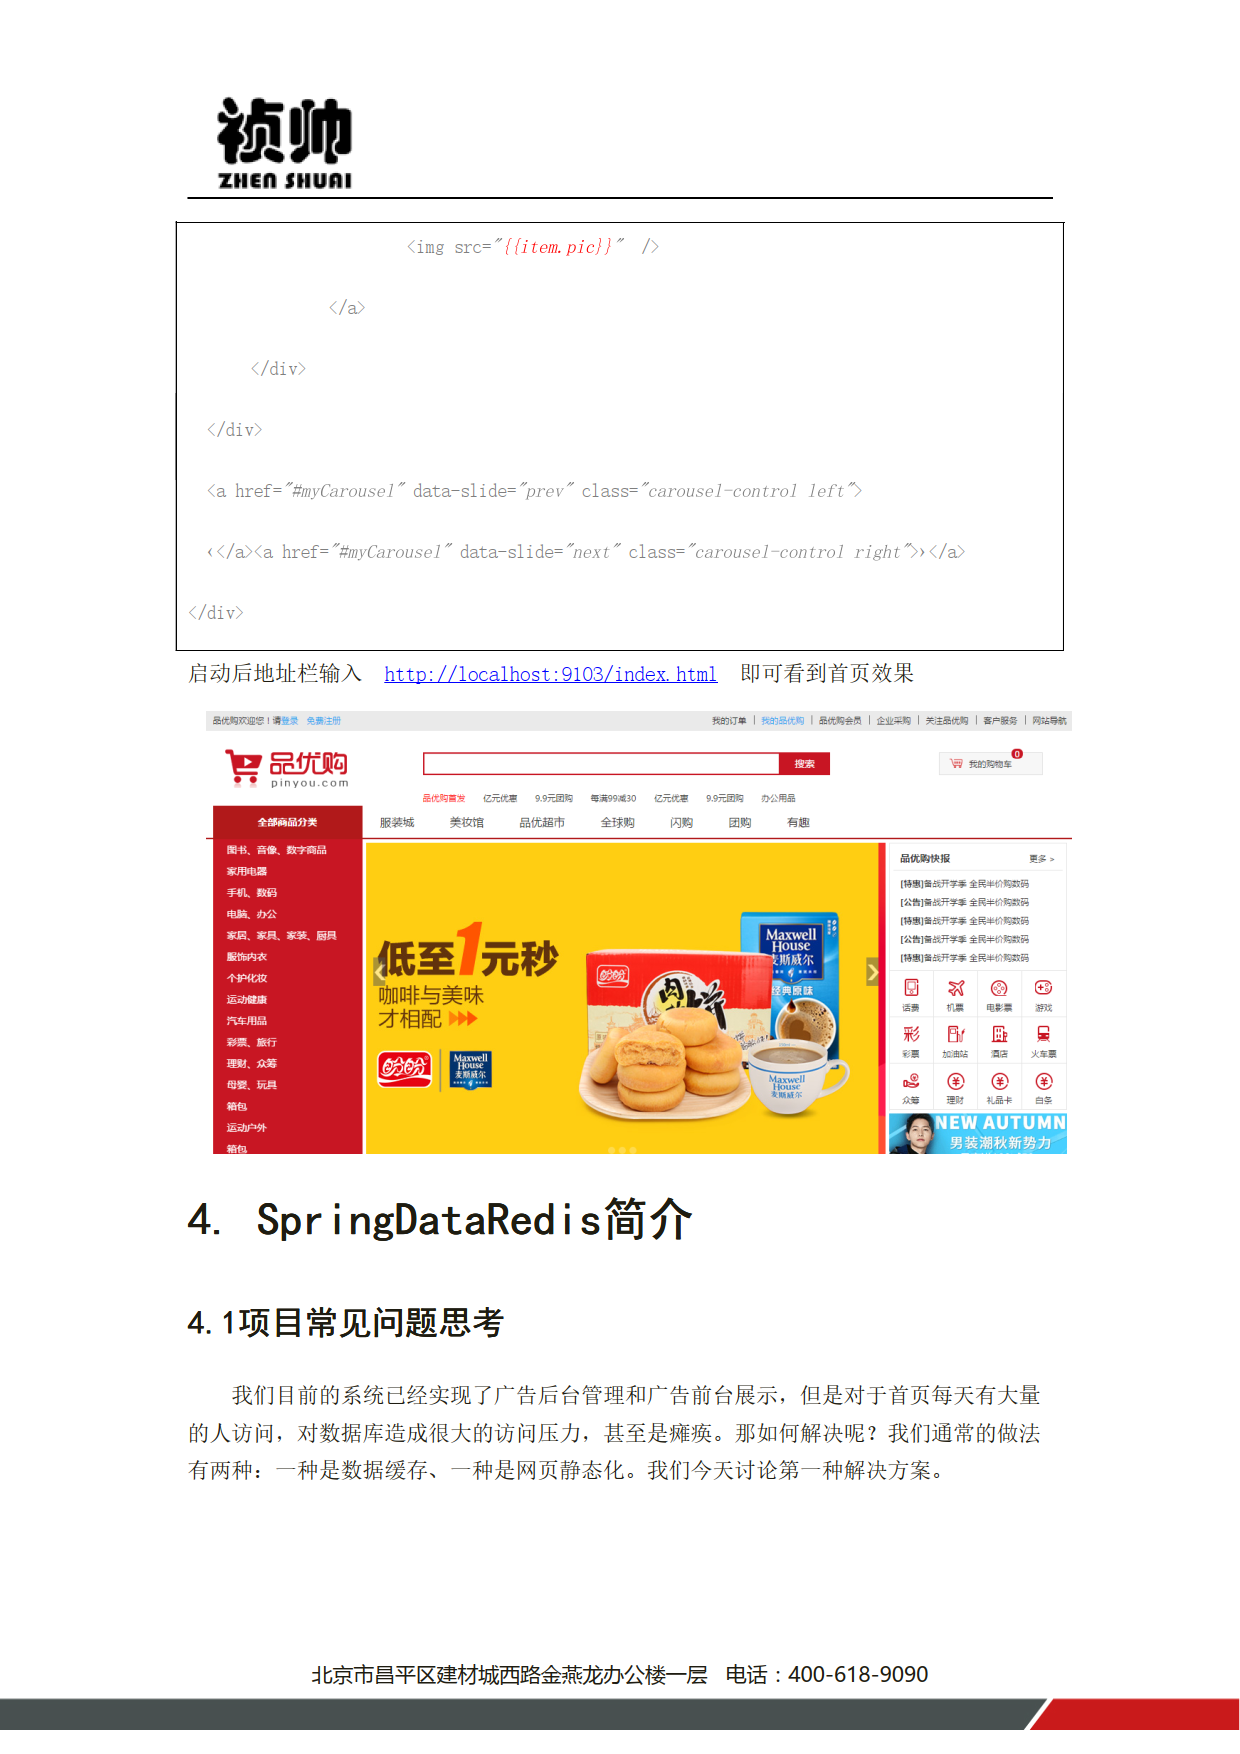 祯帅
ZHEN SHUAI
<img src="{{item.pic}}" />
</a>
</div>
</div>
<a href="#myCarousel" data-slide="prev" class="carousel-control left">
‹</a><a href="#myCarousel" data-slide="next" class="carousel-control right">›</a>
</div>
启动后地址栏输入 http://localhost:9103/index.html 即可看到首页效果
品优购欢迎您！请登录 免费注册 我的订单 | 我的品优购 | 品优购会员 | 企业采购 | 关注品优购 | 客户服务 | 网站导航
品优购
pinyou.com
搜索
我的购物车 0
品优购首发 亿元优惠 9.9元团购 每满99减30 亿元优惠 9.9元团购 办公用品
全部商品分类 服装城 美妆馆 品优超市 全球购 闪购 团购 有趣
图书、音像、数字商品
家用电器
手机、数码
电脑、办公
家居、家具、家装、厨具
服饰内衣
个护化妆
运动健康
汽车用品
彩票、旅行
理财、众筹
母婴、玩具
箱包
运动户外
箱包
低至1元秒
咖啡与美味
才相配
盼盼
Maxwell House
麦斯威尔
盼盼
肉松饼
Maxwell House
麦斯威尔
经典原味
Maxwell House
麦斯威尔
品优购快报 更多 >
[特惠]备战开学季 全民半价购数码
[公告]备战开学季 全民半价购数码
[特惠]备战开学季 全民半价购数码
[公告]备战开学季 全民半价购数码
[特惠]备战开学季 全民半价购数码
话费 机票 电影票 游戏
彩票 加油站 酒店 火车票
众筹 理财 礼品卡 白条
NEW AUTUMN
男装潮秋新势力
4. SpringDataRedis简介
4.1项目常见问题思考
我们目前的系统已经实现了广告后台管理和广告前台展示，但是对于首页每天有大量
的人访问，对数据库造成很大的访问压力，甚至是瘫痪。那如何解决呢？我们通常的做法
有两种：一种是数据缓存、一种是网页静态化。我们今天讨论第一种解决方案。
北京市昌平区建材城西路金燕龙办公楼一层 电话：400-618-9090